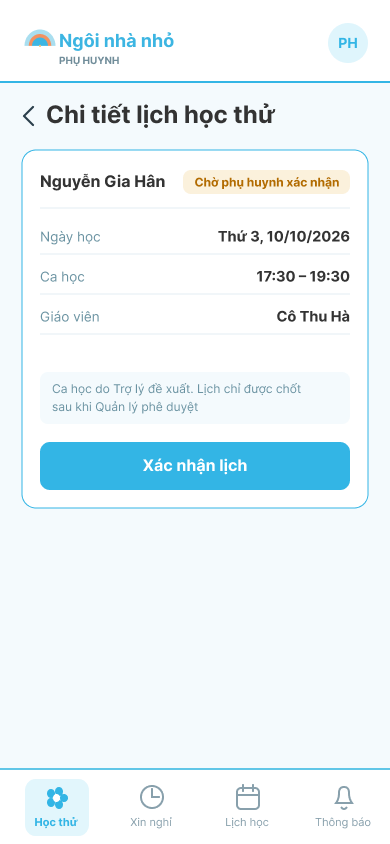 Ngôi nhà nhỏ
PHỤ HUYNH
PH
Chi tiết lịch học thử
Nguyễn Gia Hân
Chờ phụ huynh xác nhận
Ngày học
Thứ 3, 10/10/2026
Ca học
17:30 – 19:30
Giáo viên
Cô Thu Hà
Ca học do Trợ lý đề xuất. Lịch chỉ được chốt
sau khi Quản lý phê duyệt
Xác nhận lịch
Học thử
Xin nghỉ
Lịch học
Thông báo